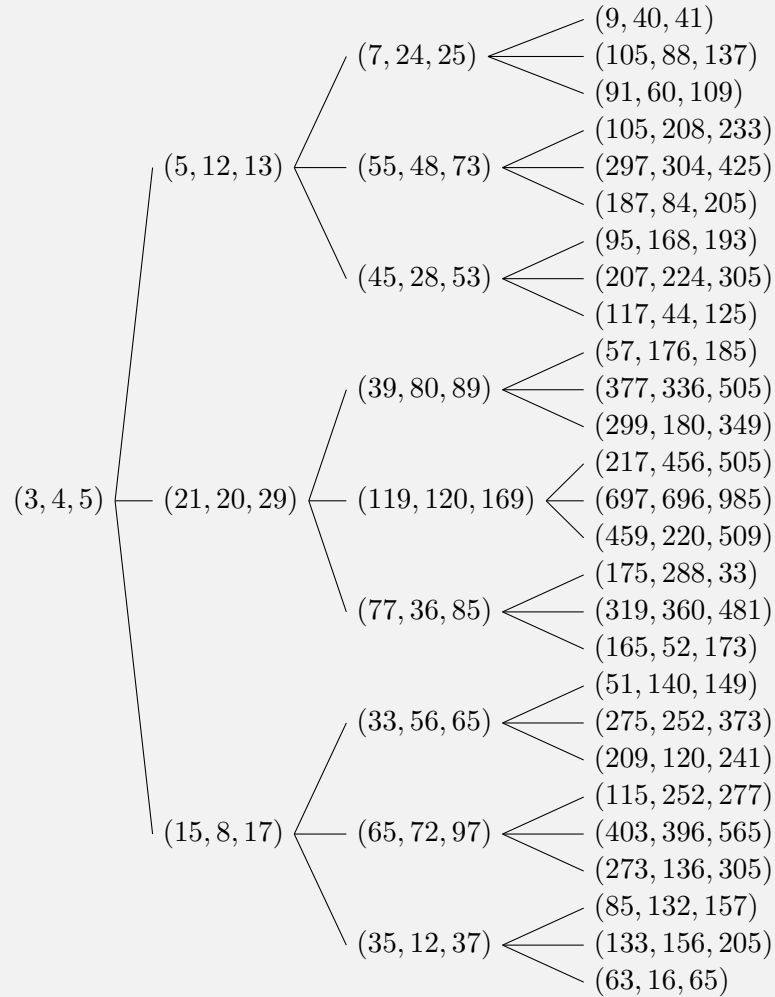 (9, 40, 41)
(7, 24, 25)
(105, 88, 137)
(91, 60, 109)
(105, 208, 233)
(5, 12, 13)
(55, 48, 73)
(297, 304, 425)
(187, 84, 205)
(95, 168, 193)
(45, 28, 53)
(207, 224, 305)
(117, 44, 125)
(57, 176, 185)
(39, 80, 89)
(377, 336, 505)
(299, 180, 349)
(217, 456, 505)
(3, 4, 5)
(21, 20, 29)
(119, 120, 169)
(697, 696, 985)
(459, 220, 509)
(175, 288, 33)
(77, 36, 85)
(319, 360, 481)
(165, 52, 173)
(51, 140, 149)
(33, 56, 65)
(275, 252, 373)
(209, 120, 241)
(115, 252, 277)
(15, 8, 17)
(65, 72, 97)
(403, 396, 565)
(273, 136, 305)
(85, 132, 157)
(35, 12, 37)
(133, 156, 205)
(63, 16, 65)